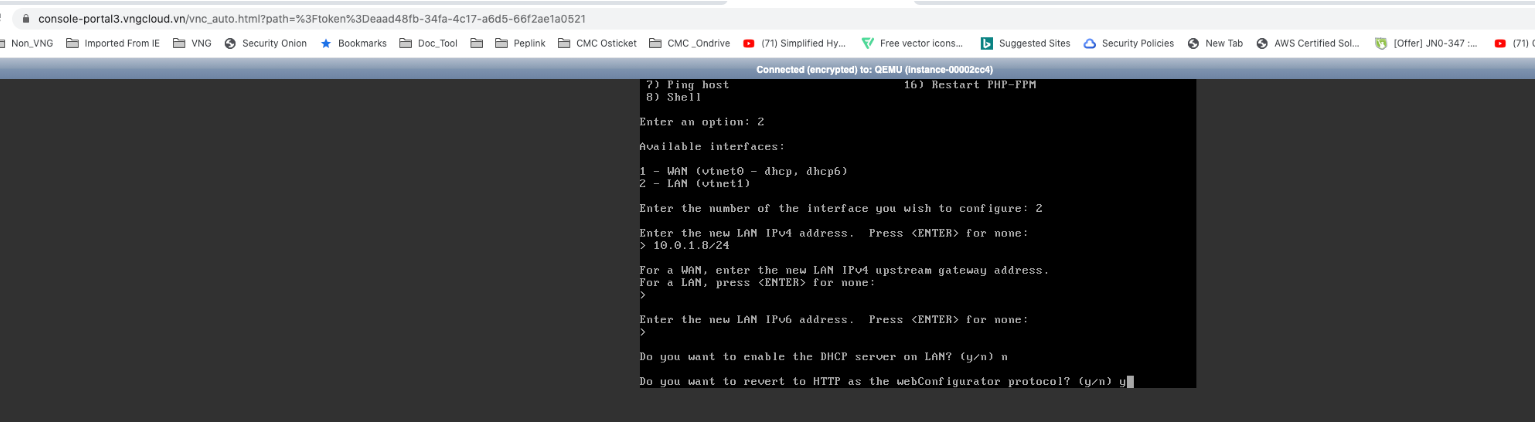 console-portal3.vngcloud.vn/vnc_auto.html?path=%3Ftoken%3Deaad48fb-34fa-4c17-a6d5-66f2ae1a0521
Non_VNG Imported From IE VNG Security Onion Bookmarks Doc_Tool Peplink CMC Osticket CMC _Ondrive (71) Simplified Hy... Free vector icons... Suggested Sites Security Policies New Tab AWS Certified Sol... [Offer] JN0-347 :... (71)
Connected (encrypted) to: QEMU (instance-00002cc4)
7) Ping host 16) Restart PHP-FPM
8) Shell
Enter an option: 2
Available interfaces:
1 - WAN (vtnet0 - dhcp, dhcp6)
2 - LAN (vtnet1)
Enter the number of the interface you wish to configure: 2
Enter the new LAN IPv4 address. Press <ENTER> for none:
> 10.0.1.8/24
For a WAN, enter the new LAN IPv4 upstream gateway address.
For a LAN, press <ENTER> for none:
>
Enter the new LAN IPv6 address. Press <ENTER> for none:
>
Do you want to enable the DHCP server on LAN? (y/n) n
Do you want to revert to HTTP as the webConfigurator protocol? (y/n) y